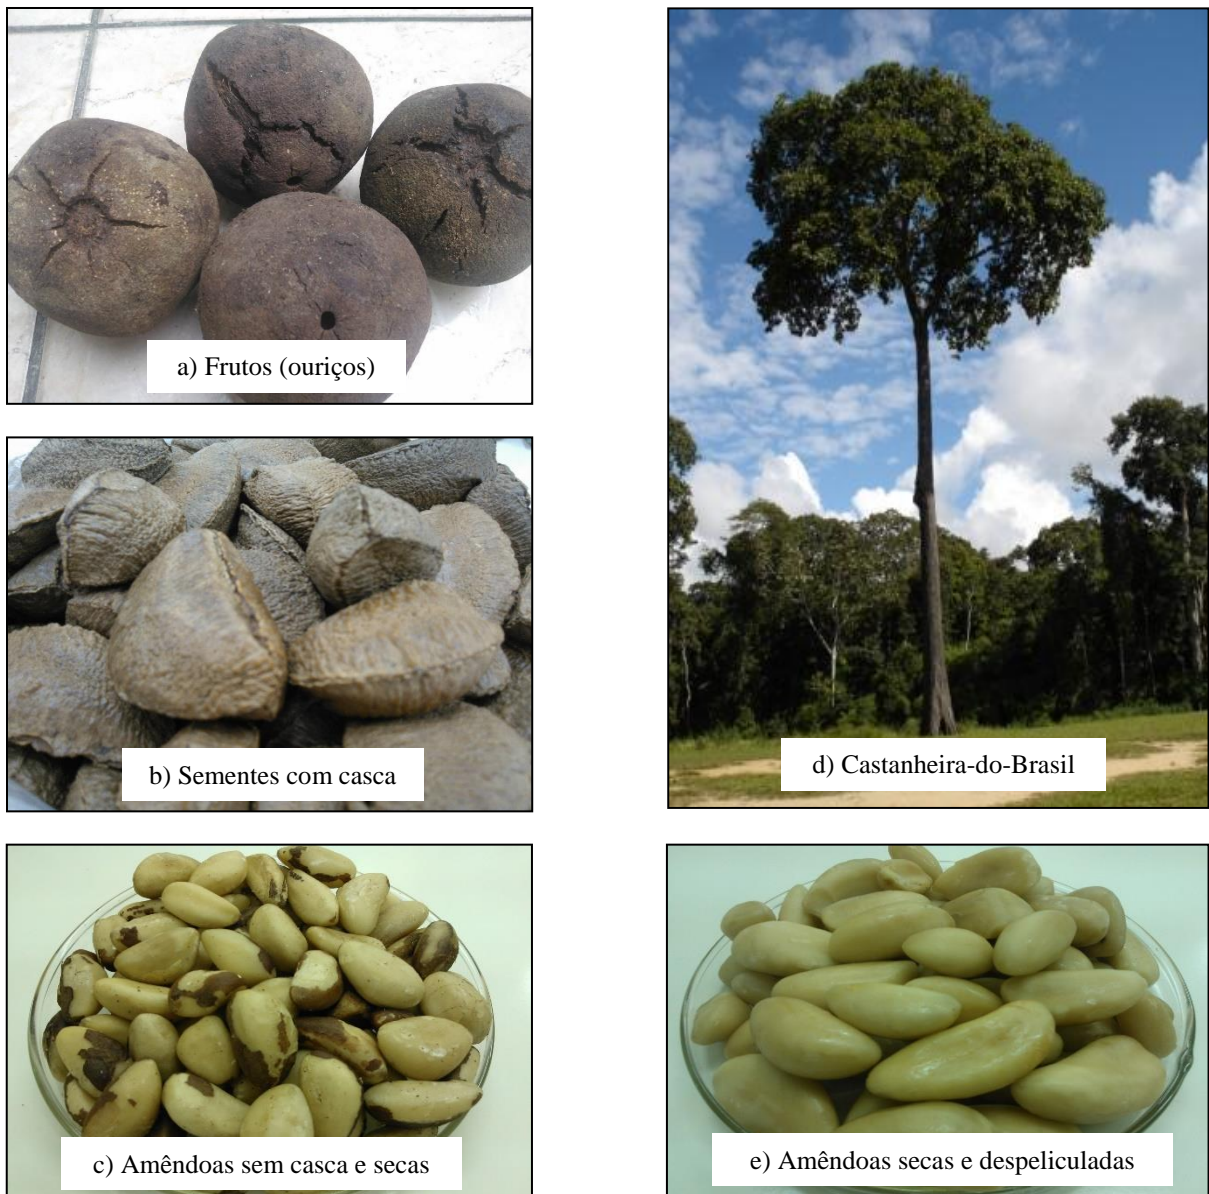 a) Frutos (ouriços)
b) Sementes com casca
c) Amêndoas sem casca e secas
d) Castanheira-do-Brasil
e) Amêndoas secas e despeliculadas